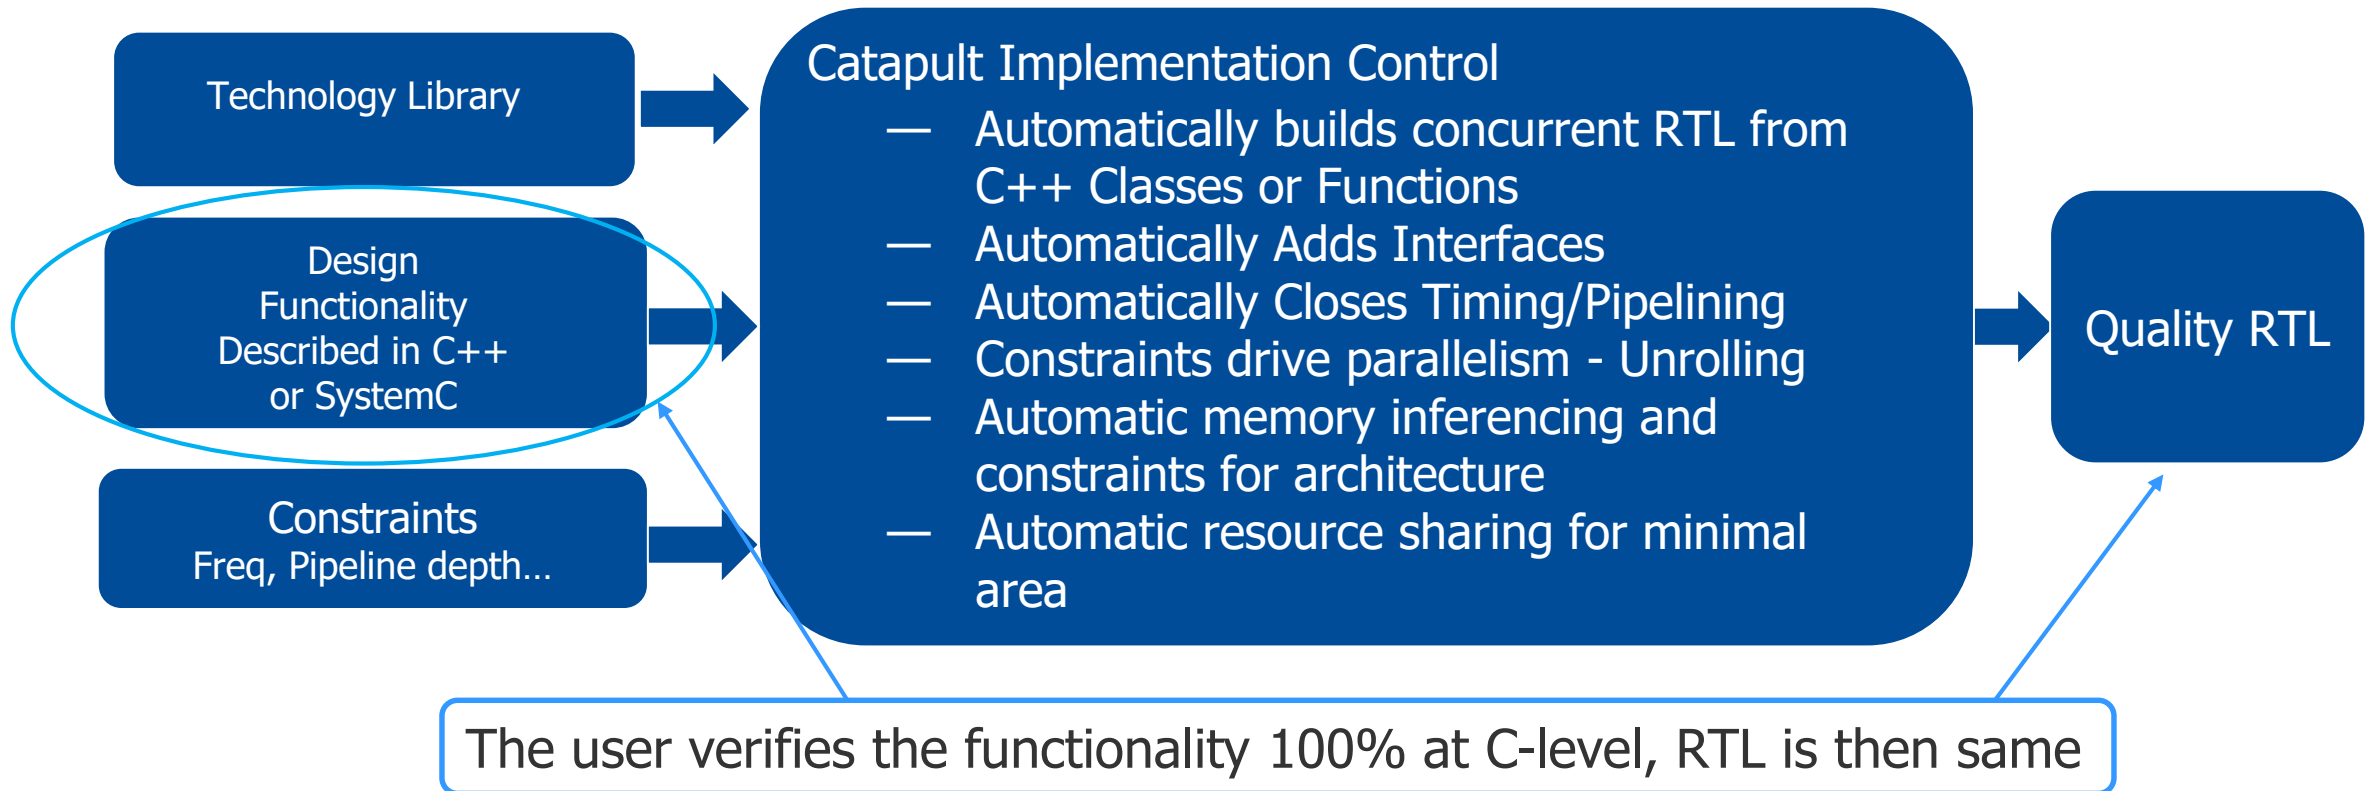 Technology Library
Design
Functionality
Described in C++
or SystemC
Constraints
Freq, Pipeline depth...
Catapult Implementation Control
— Automatically builds concurrent RTL from
C++ Classes or Functions
— Automatically Adds Interfaces
— Automatically Closes Timing/Pipelining
— Constraints drive parallelism - Unrolling
— Automatic memory inferencing and
constraints for architecture
— Automatic resource sharing for minimal
area
Quality RTL
The user verifies the functionality 100% at C-level, RTL is then same